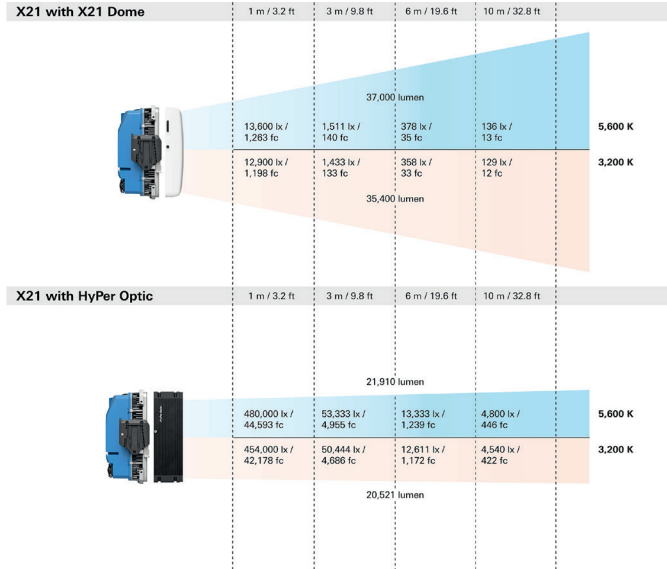 X21 with X21 Dome
1 m / 3.2 ft
3 m / 9.8 ft
6 m / 19.6 ft
10 m / 32.8 ft
37,000 lumen
13,600 lx /
1,263 fc
1,511 lx /
140 fc
378 lx /
35 fc
136 lx /
13 fc
5,600 K
12,900 lx /
1,198 fc
1,433 lx /
133 fc
358 lx /
33 fc
129 lx /
12 fc
3,200 K
35,400 lumen
X21 with HyPer Optic
1 m / 3.2 ft
3 m / 9.8 ft
6 m / 19.6 ft
10 m / 32.8 ft
21,910 lumen
480,000 lx /
44,593 fc
53,333 lx /
4,955 fc
13,333 lx /
1,239 fc
4,800 lx /
446 fc
5,600 K
454,000 lx /
42,178 fc
50,444 lx /
4,686 fc
12,611 lx /
1,172 fc
4,540 lx /
422 fc
3,200 K
20,521 lumen